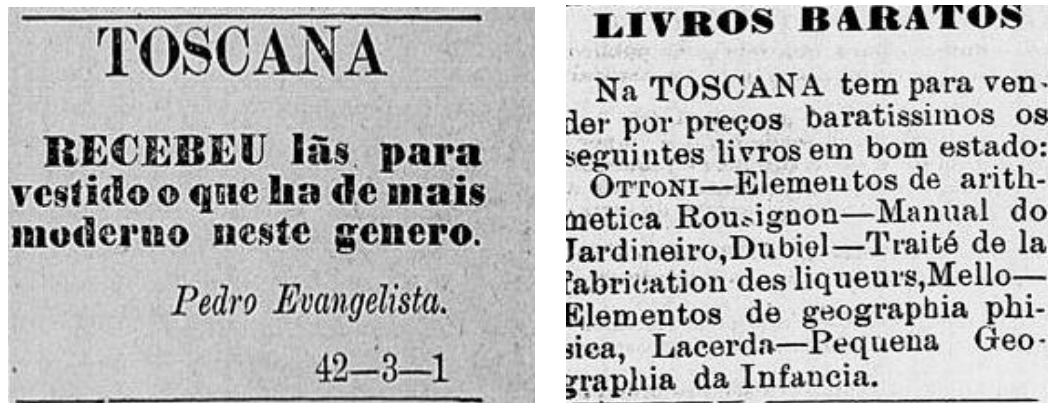 TOSCANA
RECEBEU lãs para
vestido o que ha de mais
moderno neste genero.
Pedro Evangelista.
42—3—1
LIVROS BARATOS
Na TOSCANA tem para ven-
der por preços baratissimos os
seguintes livros em bom estado:
OTTONI—Elementos de arith-
metica Rousignon—Manual do
Jardineiro,Dubiel—Traité de la
fabrication des liqueurs,Mello—
Elementos de geographia phi-
sica, Lacerda—Pequena Geo-
graphia da Infancia.